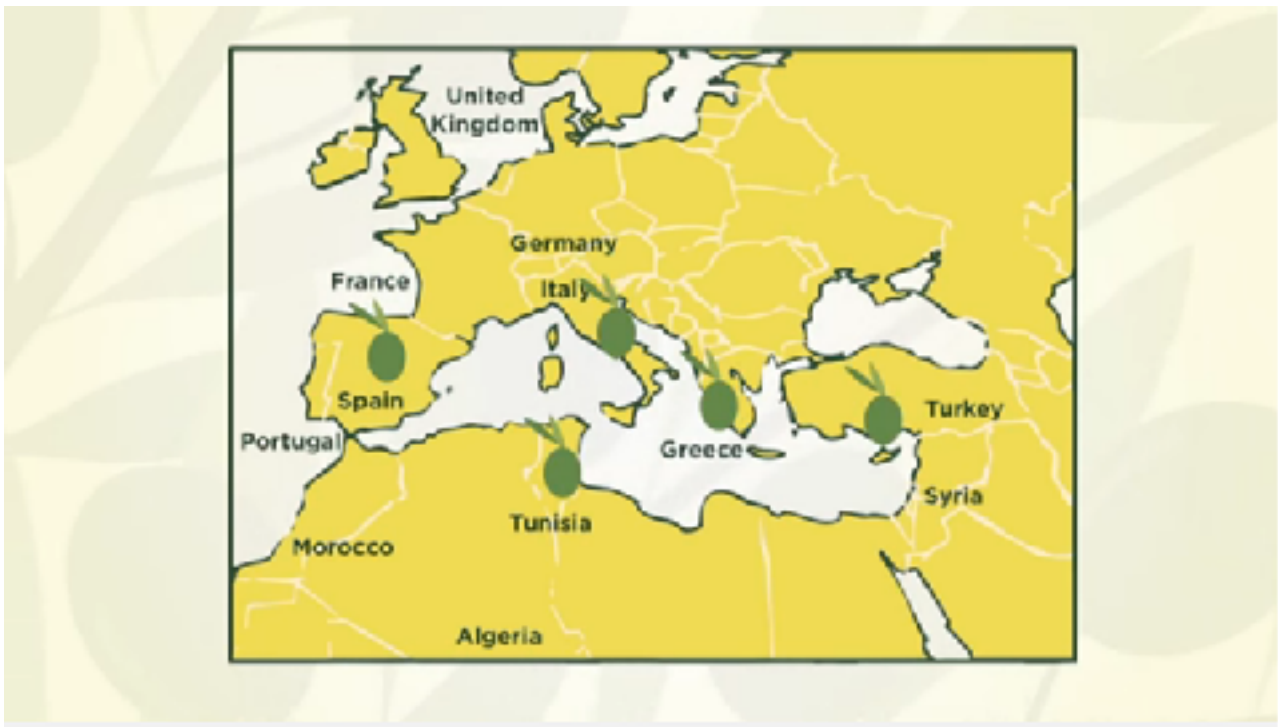 United
Kingdom
Germany
France
Italy
Spain
Turkey
Portugal
Greece
Syria
Tunisia
Morocco
Algeria